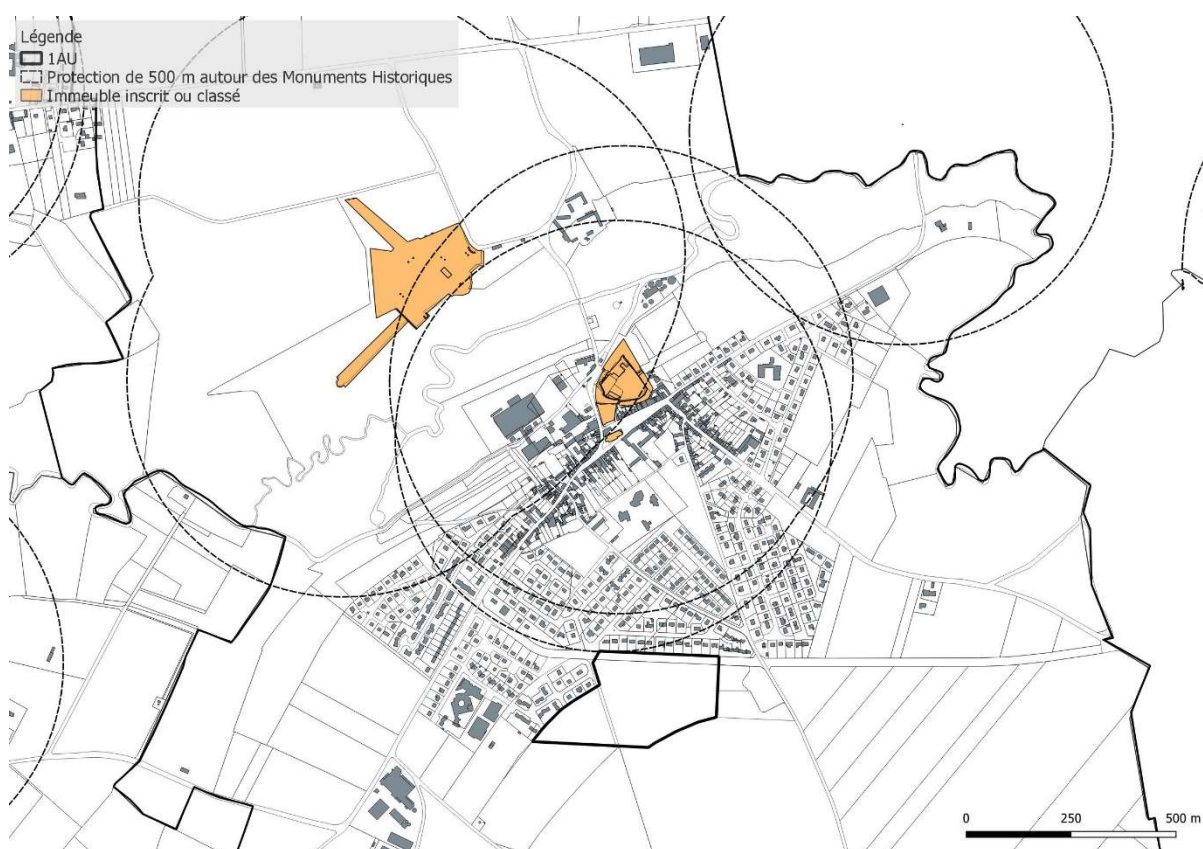 Légende
1AU
Protection de 500 m autour des Monuments Historiques
Immeuble inscrit ou classé
0 250 500 m